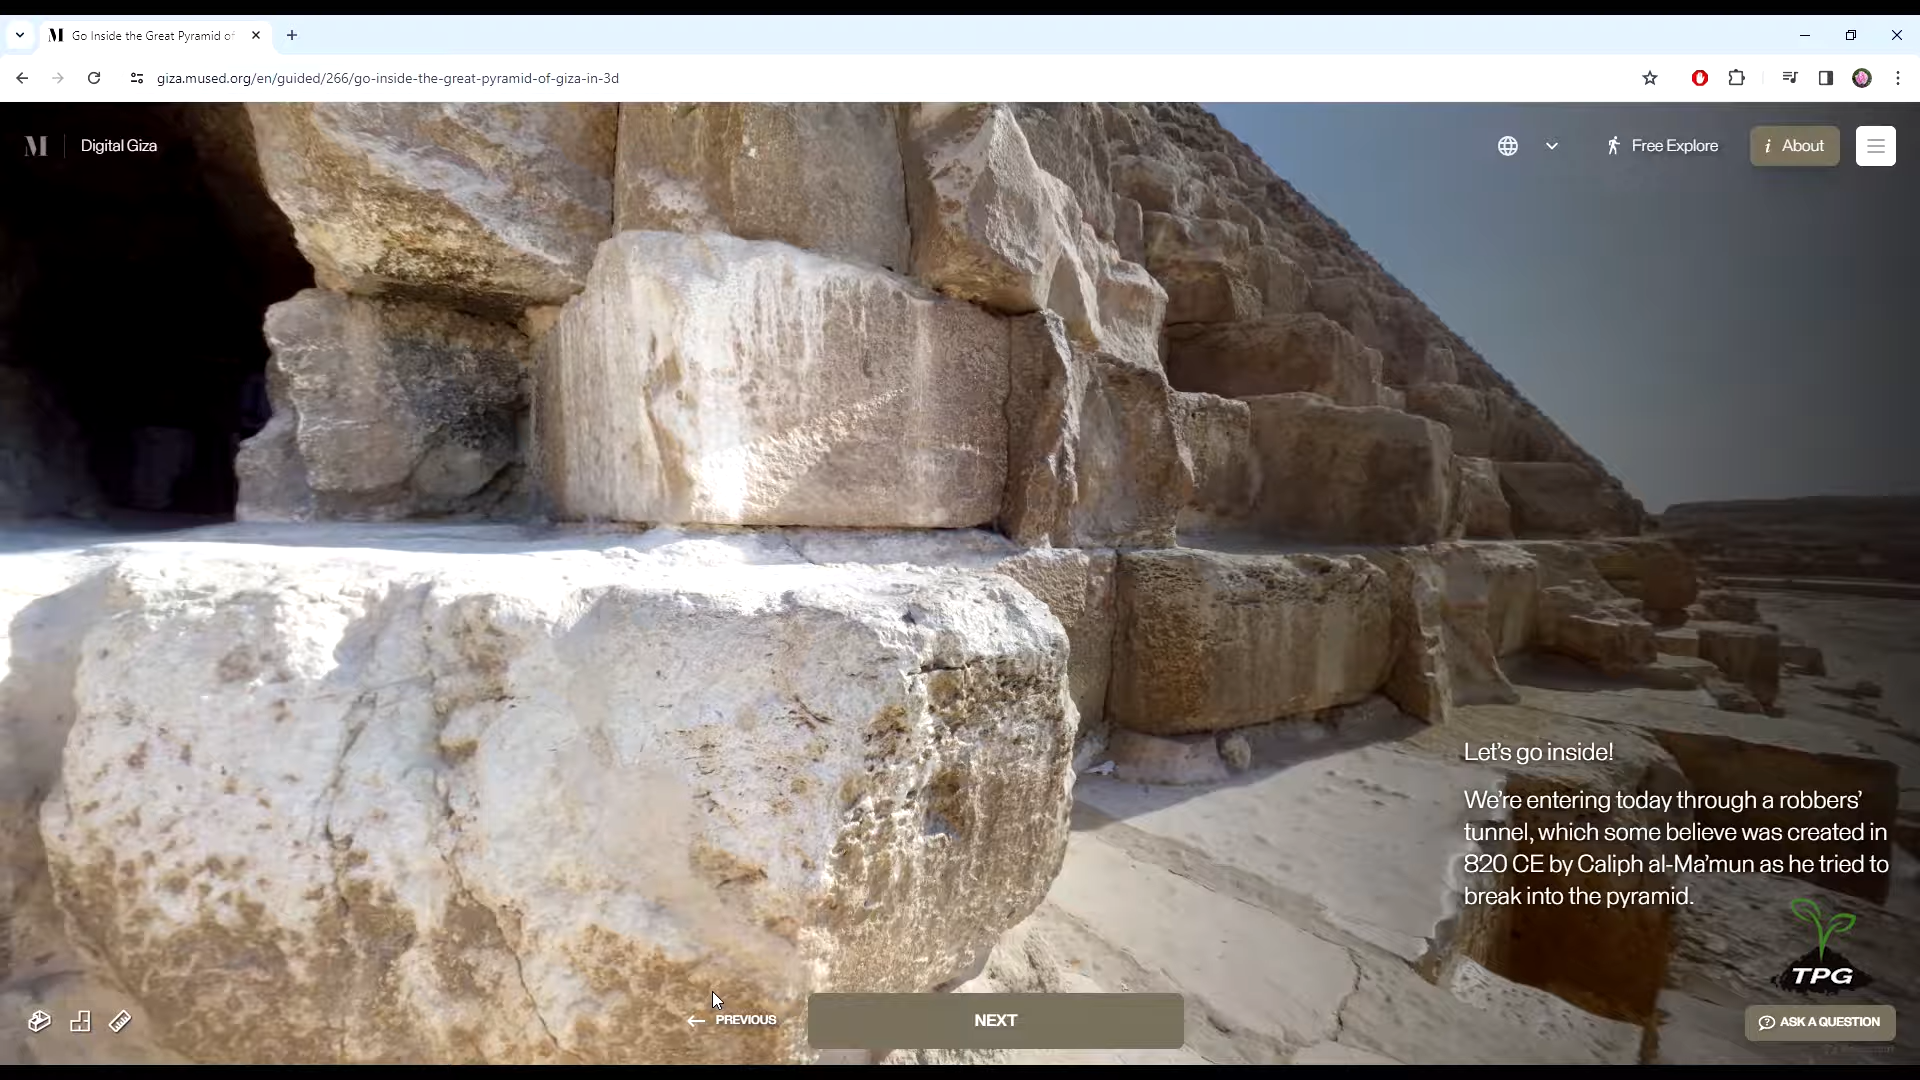 Go Inside the Great Pyramid of
giza.mused.org/en/guided/266/go-inside-the-great-pyramid-of-giza-in-3d
M
Digital Giza
Free Explore
i About
Let's go inside!
We're entering today through a robbers'
tunnel, which some believe was created in
820 CE by Caliph al-Ma'mun as he tried to
break into the pyramid.
TPG
PREVIOUS
NEXT
ASK A QUESTION